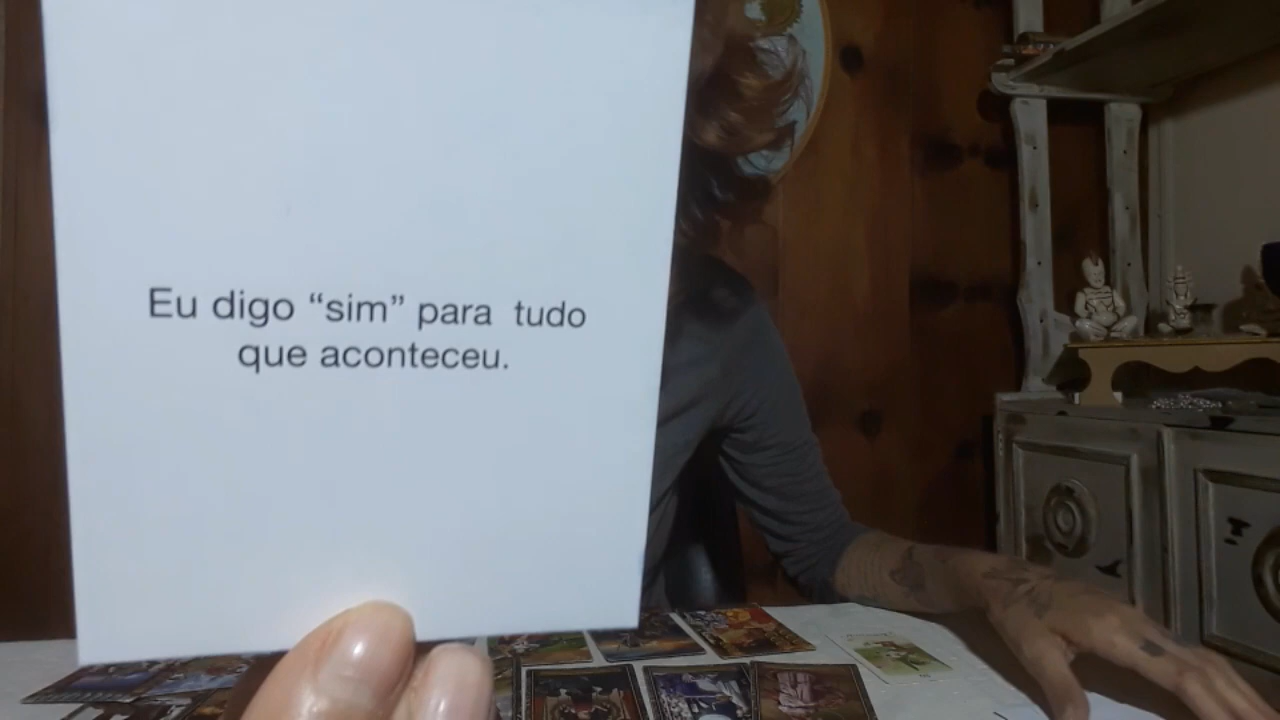 Eu digo “sim” para tudo
que aconteceu.